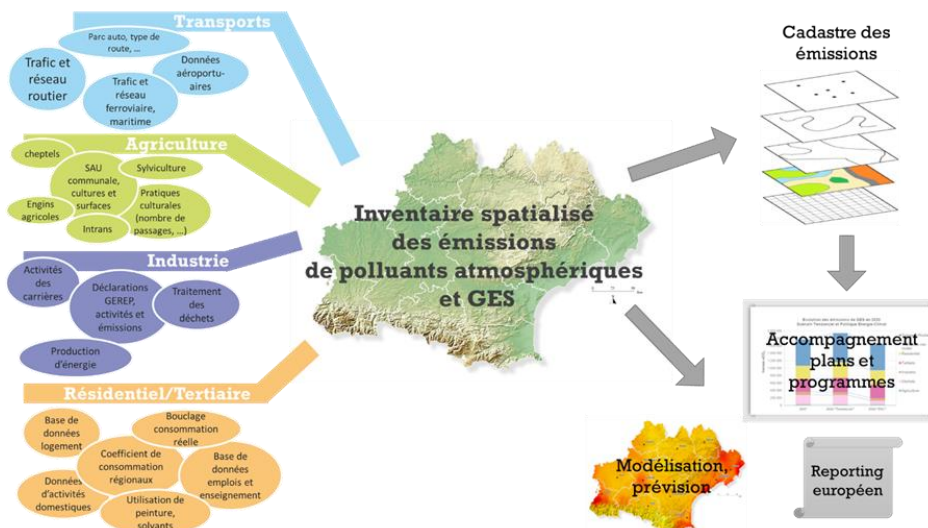 Transports
Parc auto, type de
route, ...
Trafic et
réseau
routier
Données
aéroportu-
aires
Trafic et
réseau
ferroviaire,
maritime
Agriculture
cheptels
SAU
communale,
cultures et
surfaces
Sylviculture
Engins
agricoles
Pratiques
culturales
(nombre de
passages, ...)
Intrans
Industrie
Activités
des
carrières
Déclarations
GEREP,
activités et
émissions
Traitement
des
déchets
Production
d'énergie
Résidentiel/Tertiaire
Base de
données
logement
Bouclage
consommation
réelle
Coefficient de
consommation
régionaux
Base de
données
emplois et
enseignement
Données
d'activités
domestiques
Utilisation de
peinture,
solvants
Inventaire spatialisé
des émissions
de polluants atmosphériques
et GES
Cadastre des
émissions
Accompagnement
plans et
programmes
Modélisation,
prévision
Reporting
européen